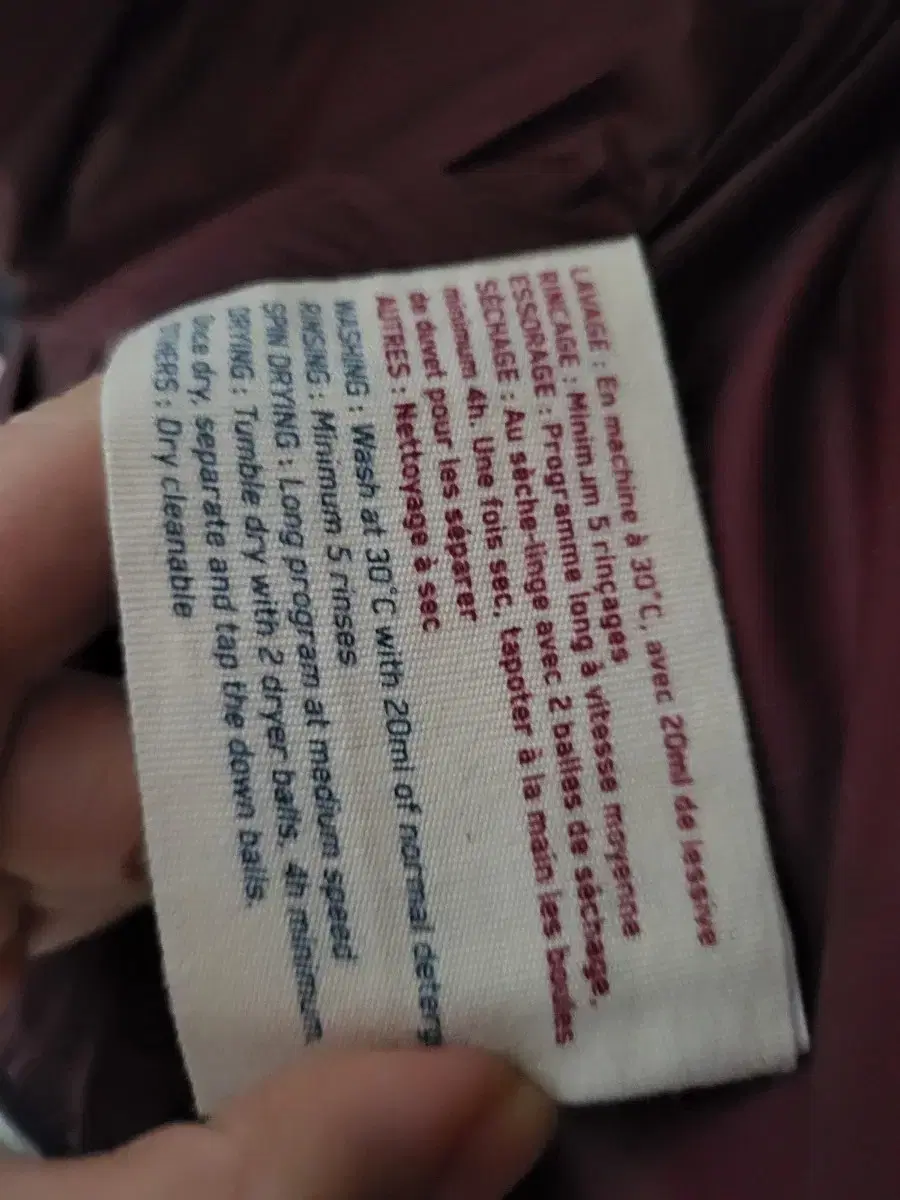 LAVAGE : En machine à 30°C, avec 20ml de lessive
RINCAGE : Minimum 5 rinçages
ESSORAGE : Programme long à vitesse moyenne
SÉCHAGE : Au sèche-linge avec 2 balles de séchage,
minimum 4h. Une fois sec, tapoter à la main les boules
de duvet pour les séparer
AUTRES : Nettoyage à sec
WASHING : Wash at 30°C with 20ml of normal deterg
RINSING : Minimum 5 rinses
SPIN DRYING : Long program at medium speed
DRYING : Tumble dry with 2 dryer balls, 4h minimum
Once dry, separate and tap the down balls.
OTHERS : Dry cleanable